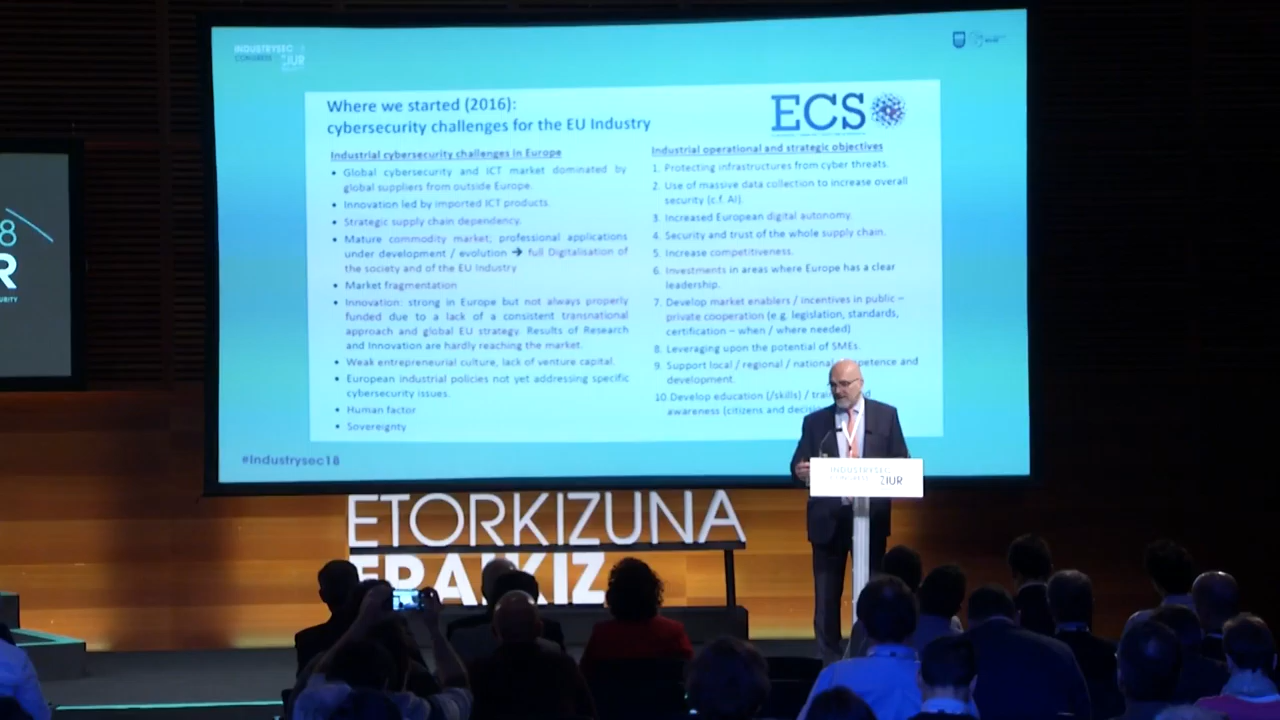 INDUSTRYSEC
CONGRESS
ZIUR
Where we started (2016):
cybersecurity challenges for the EU Industry
ECS
Industrial cybersecurity challenges in Europe
• Global cybersecurity and ICT market dominated by
global suppliers from outside Europe.
• Innovation led by imported ICT products.
• Strategic supply chain dependency.
• Mature commodity market; professional applications
under development / evolution ➔ full Digitalisation of
the society and of the EU Industry
• Market fragmentation
• Innovation: strong in Europe but not always properly
funded due to a lack of a consistent transnational
approach and global EU strategy. Results of Research
and Innovation are hardly reaching the market.
• Weak entrepreneurial culture, lack of venture capital.
• European industrial policies not yet addressing specific
cybersecurity issues.
• Human factor
• Sovereignty
Industrial operational and strategic objectives
1. Protecting infrastructures from cyber threats.
2. Use of massive data collection to increase overall
security (c.f. AI).
3. Increased European digital autonomy.
4. Security and trust of the whole supply chain.
5. Increase competitiveness.
6. Investments in areas where Europe has a clear
leadership.
7. Develop market enablers / incentives in public –
private cooperation (e.g. legislation, standards,
certification – when / where needed)
8. Leveraging upon the potential of SMEs.
9. Support local / regional / national competence and
development.
10. Develop education (/skills) /
awareness (citizens and
#Industrysec18
8
R
URITY
INDUSTRYSEC
CONGRESS
ZIUR
ETORKIZUNA
ERAIKIZ